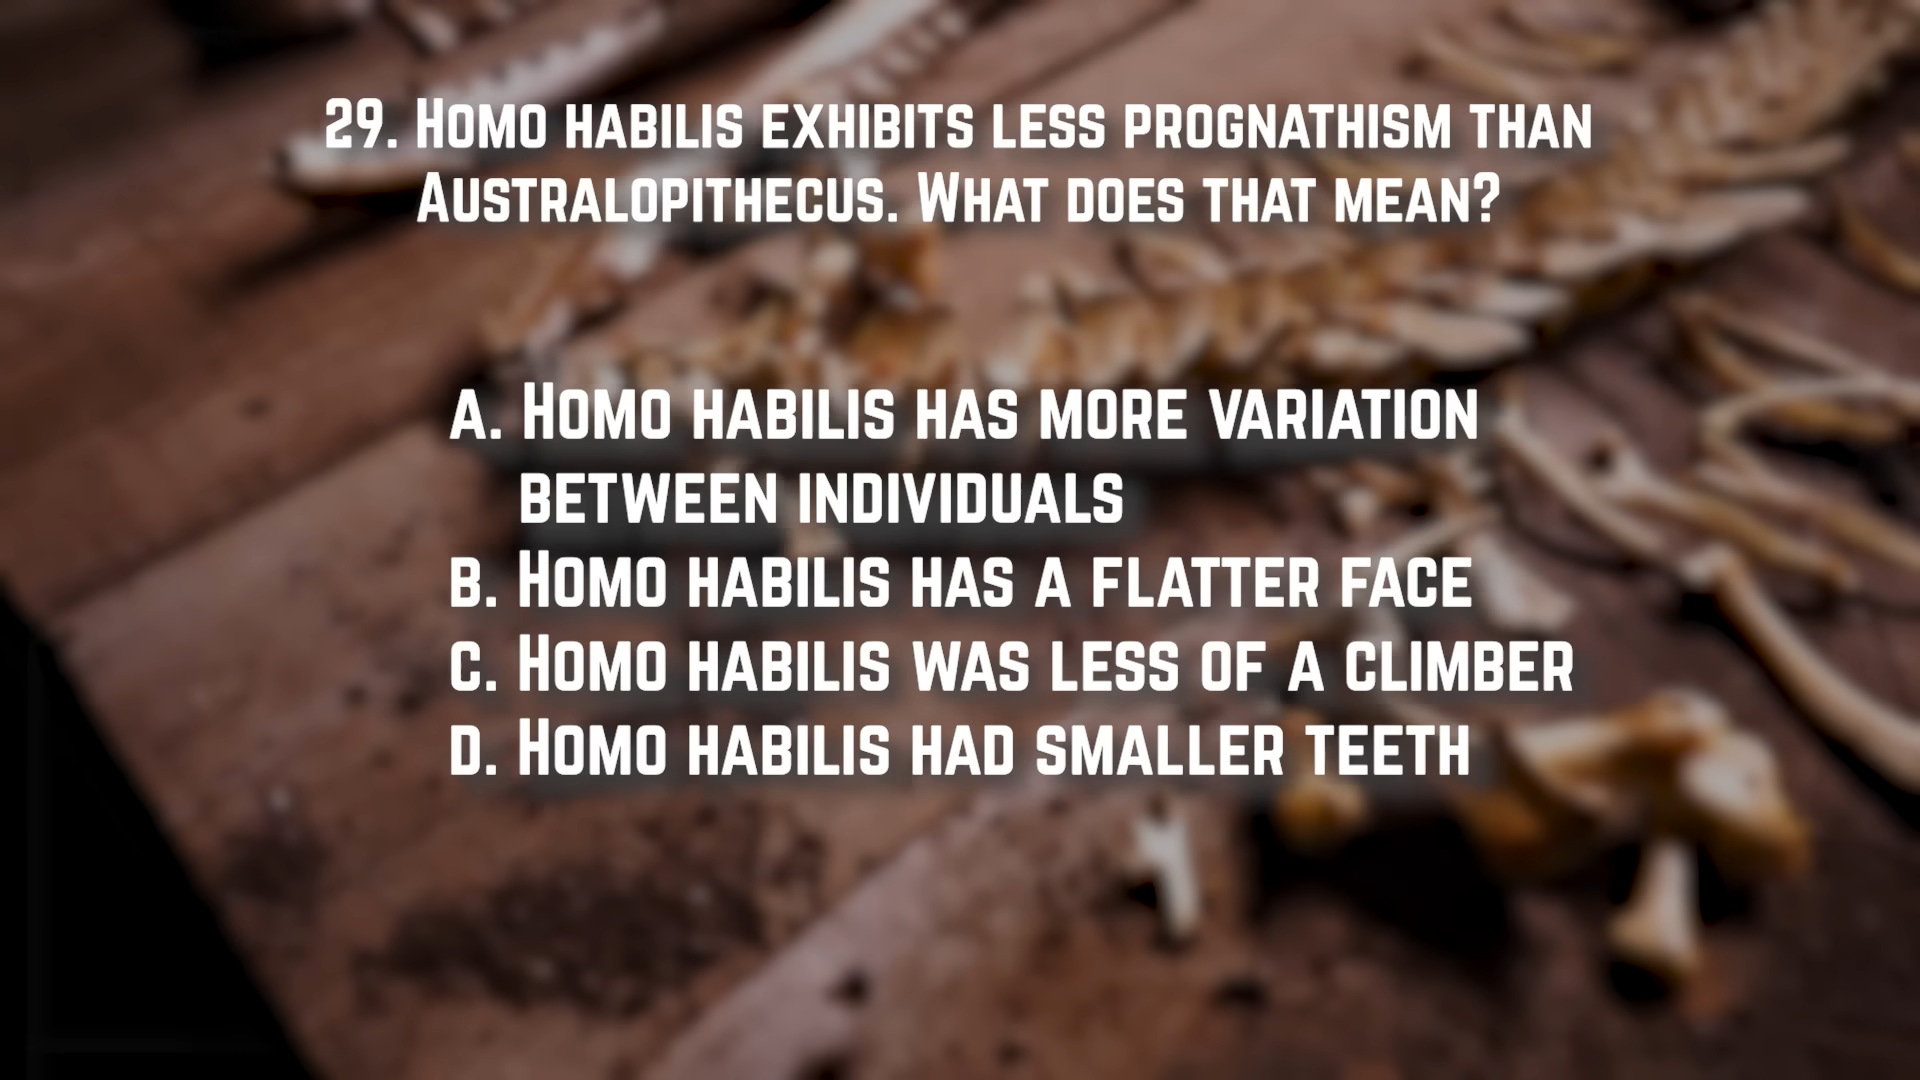 29. Homo habilis exhibits less prognathism than
Australopithecus. What does that mean?
A. Homo habilis has more variation
between individuals
B. Homo habilis has a flatter face
C. Homo habilis was less of a climber
D. Homo habilis had smaller teeth